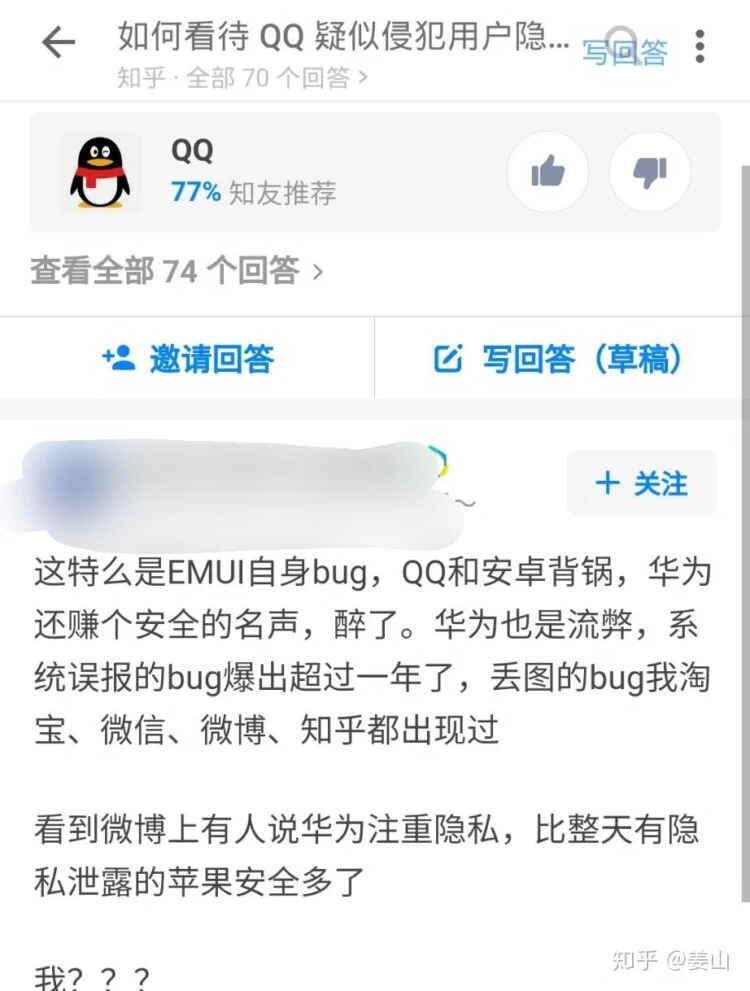 如何看待 QQ 疑似侵犯用户隐...
写回答
知乎 · 全部 70 个回答 >
QQ
77% 知友推荐
查看全部 74 个回答 >
邀请回答
写回答（草稿）
+ 关注
这特么是EMUI自身bug，QQ和安卓背锅，华为
还赚个安全的名声，醉了。华为也是流弊，系
统误报的bug爆出超过一年了，丢图的bug我淘
宝、微信、微博、知乎都出现过
看到微博上有人说华为注重隐私，比整天有隐
私泄露的苹果安全多了
我？？？
知乎 @姜山